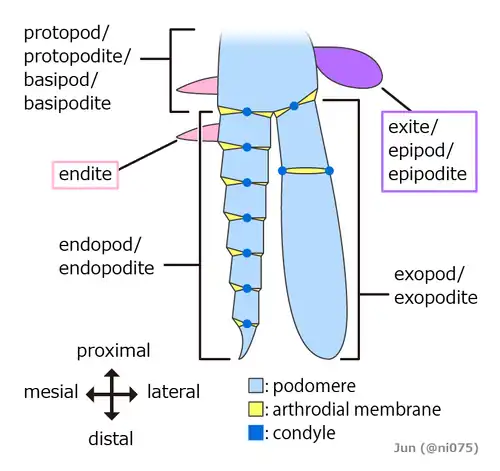 protopod/
protopodite/
basipod/
basipodite
exite/
epipod/
epipodite
endite
endopod/
endopodite
exopod/
exopodite
proximal
mesial
lateral
distal
: podomere
: arthrodial membrane
: condyle
Jun (@ni075)